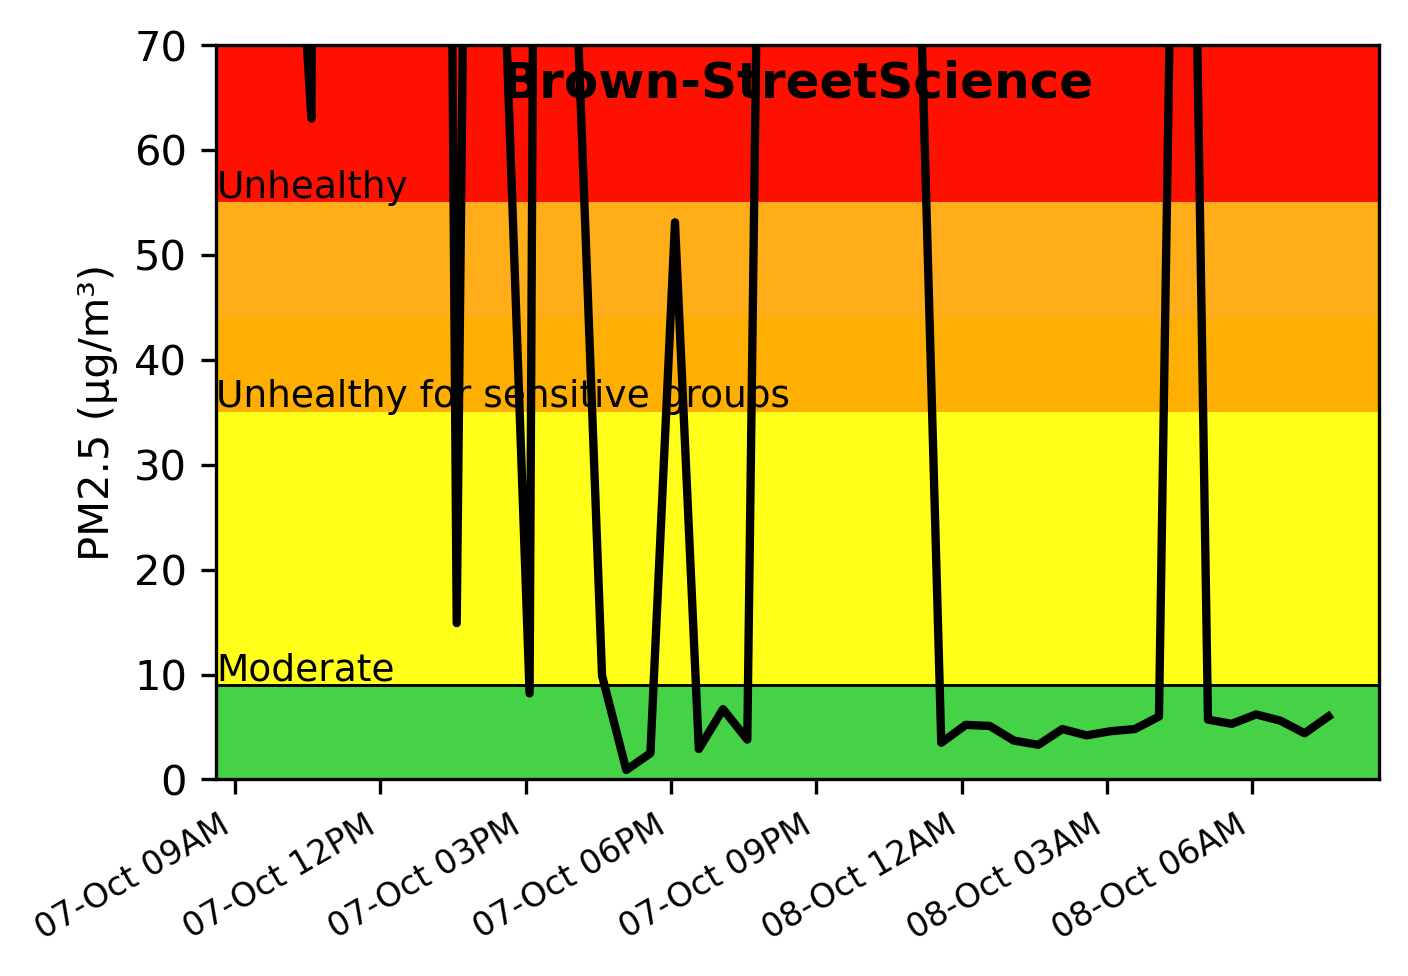 Brown-StreetScience
PM2.5 (µg/m³)
70
60
50
40
30
20
10
0
Unhealthy
Unhealthy for sensitive groups
Moderate
07-Oct 09AM
07-Oct 12PM
07-Oct 03PM
07-Oct 06PM
07-Oct 09PM
08-Oct 12AM
08-Oct 03AM
08-Oct 06AM